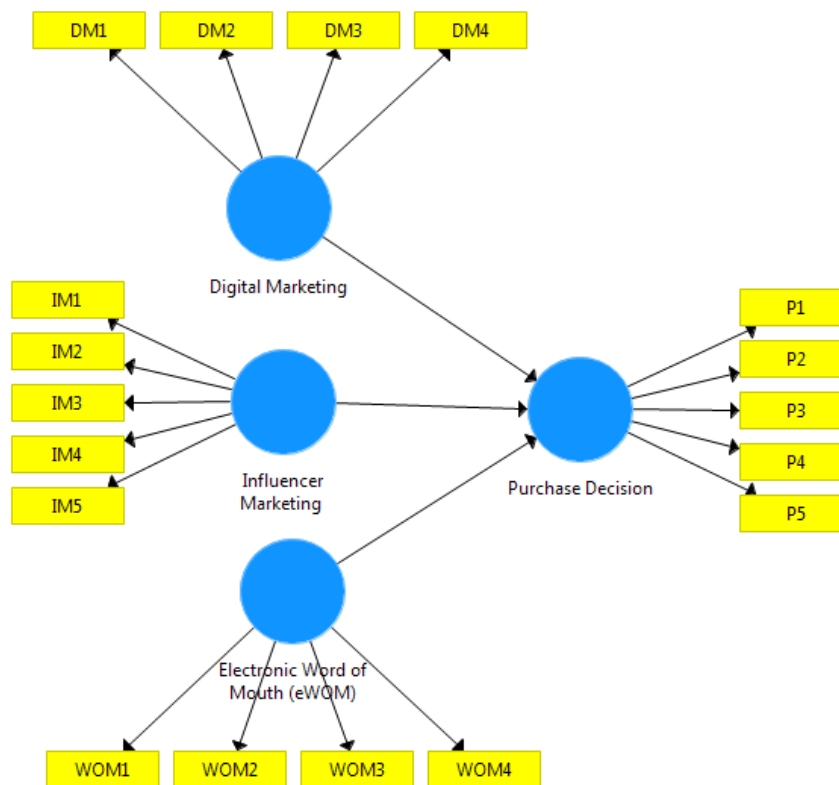 DM1
DM2
DM3
DM4
Digital Marketing
IM1
IM2
IM3
IM4
IM5
Influencer
Marketing
P1
P2
P3
P4
P5
Purchase Decision
Electronic Word of
Mouth (eWOM)
WOM1
WOM2
WOM3
WOM4